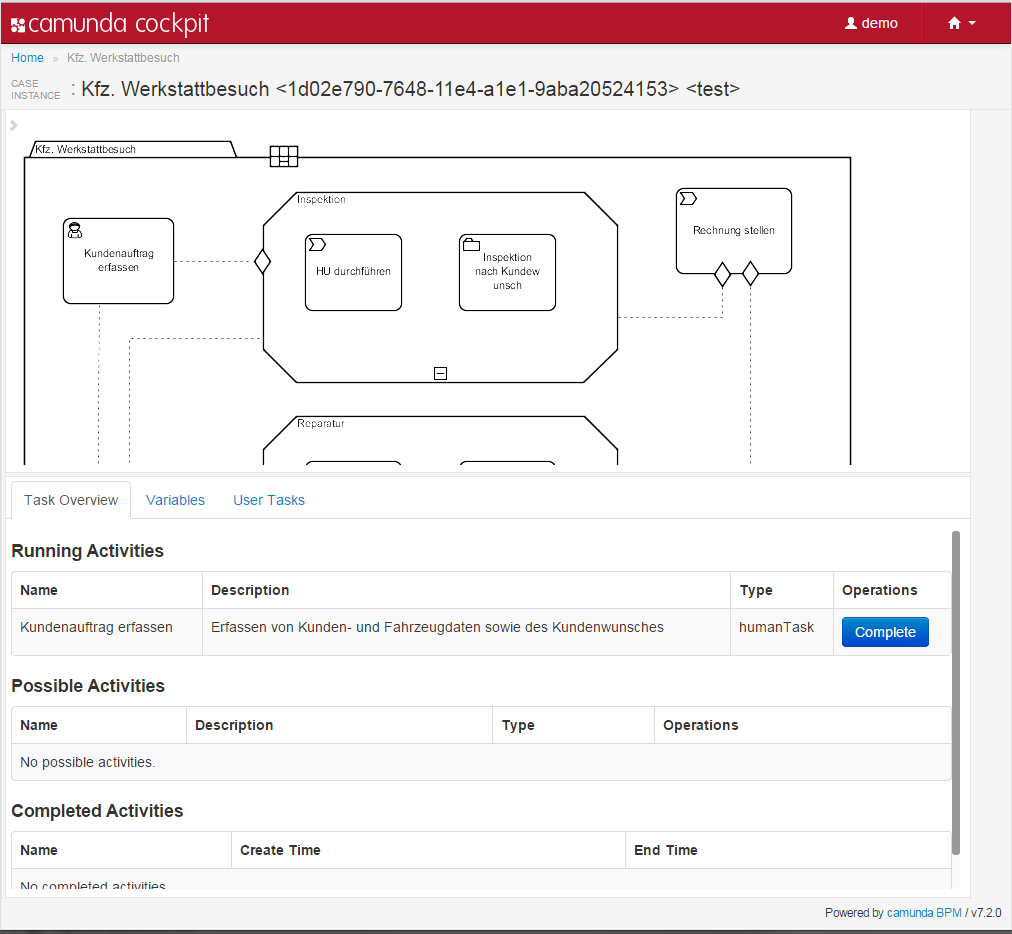 camunda cockpit
demo
Home » Kfz. Werkstattbesuch
CASE INSTANCE : Kfz. Werkstattbesuch <1d02e790-7648-11e4-a1e1-9aba20524153> <test>
Kfz. Werkstattbesuch
Inspektion
Kundenauftrag
erfassen
HU durchführen
Inspektion
nach Kundew
unsch
Rechnung stellen
Reparatur
Task Overview Variables User Tasks
Running Activities
Name Description Type Operations
Kundenauftrag erfassen Erfassen von Kunden- und Fahrzeugdaten sowie des Kundenwunsches humanTask Complete
Possible Activities
Name Description Type Operations
No possible activities.
Completed Activities
Name Create Time End Time
No completed activities
Powered by camunda BPM / v7.2.0